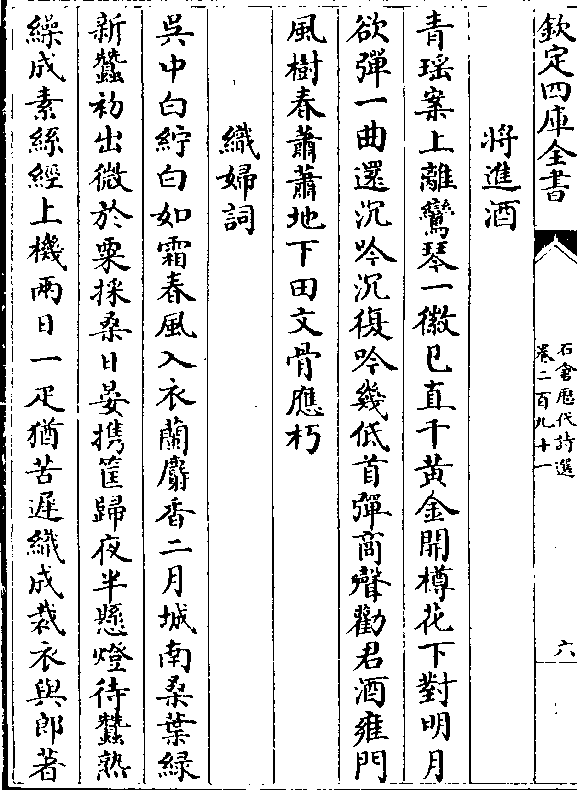 欽定四庫全書
石倉歷代詩選
卷二百九十一
六
將進酒
青瑶案上離鸞琴一徽已直千黃金開樽花下對明月
欲彈一曲還沉吟沉復吟幾低首彈商聲勸君酒雍門
風樹春蕭蕭地下田文骨應朽
織婦詞
吳中白紵白如霜春風入衣蘭麝香二月城南桑葉緑
新蠶初出微於粟採桑日晏携筐歸夜半懸燈待蠶熟
繰成素絲經上機兩日一疋猶苦遲織成裁衣與郎著